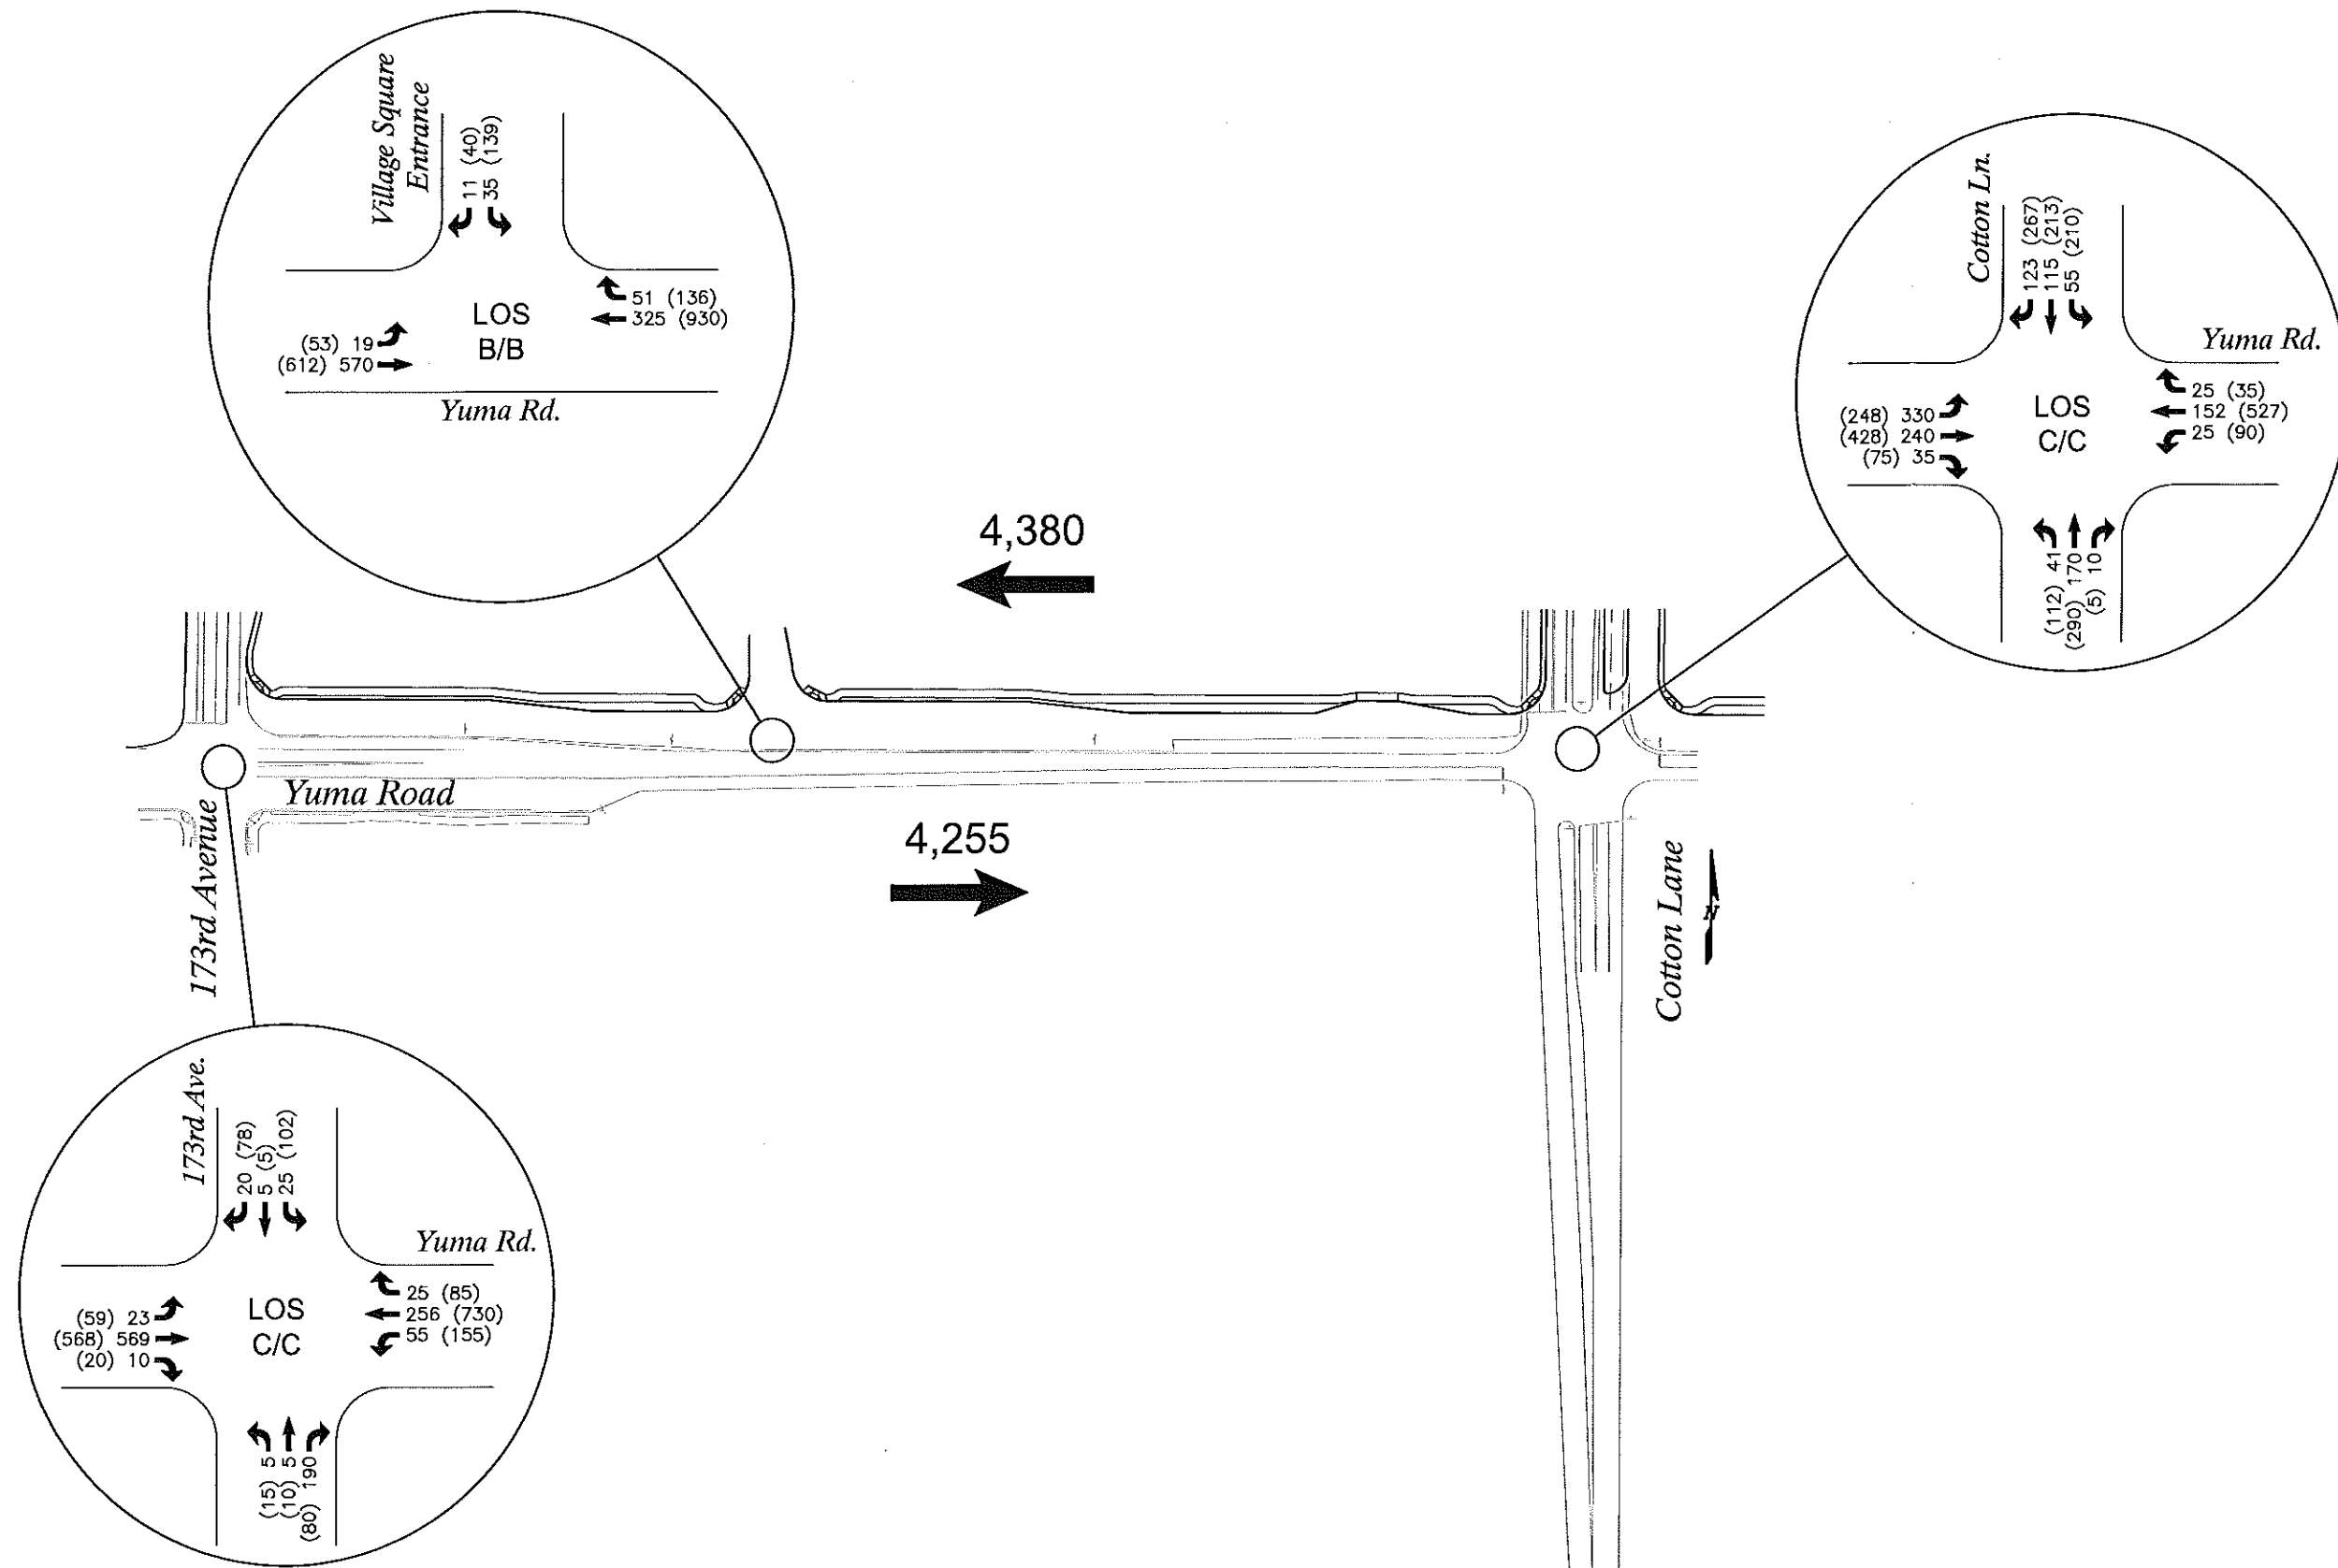 Village Square
Entrance
11 (40)
35 (139)
51 (136)
325 (930)
(53) 19
(612) 570
LOS
B/B
Yuma Rd.
Cotton Ln.
123 (267)
115 (213)
55 (210)
Yuma Rd.
25 (35)
152 (527)
25 (90)
(248) 330
(428) 240
(75) 35
LOS
C/C
(112) 41
(290) 170
(5) 10
4,380
Yuma Road
4,255
173rd Avenue
Cotton Lane
N
173rd Ave.
20 (78)
5 (5)
25 (102)
Yuma Rd.
25 (85)
256 (730)
55 (155)
(59) 23
(568) 569
(20) 10
LOS
C/C
(15) 5
(10) 5
(80) 190